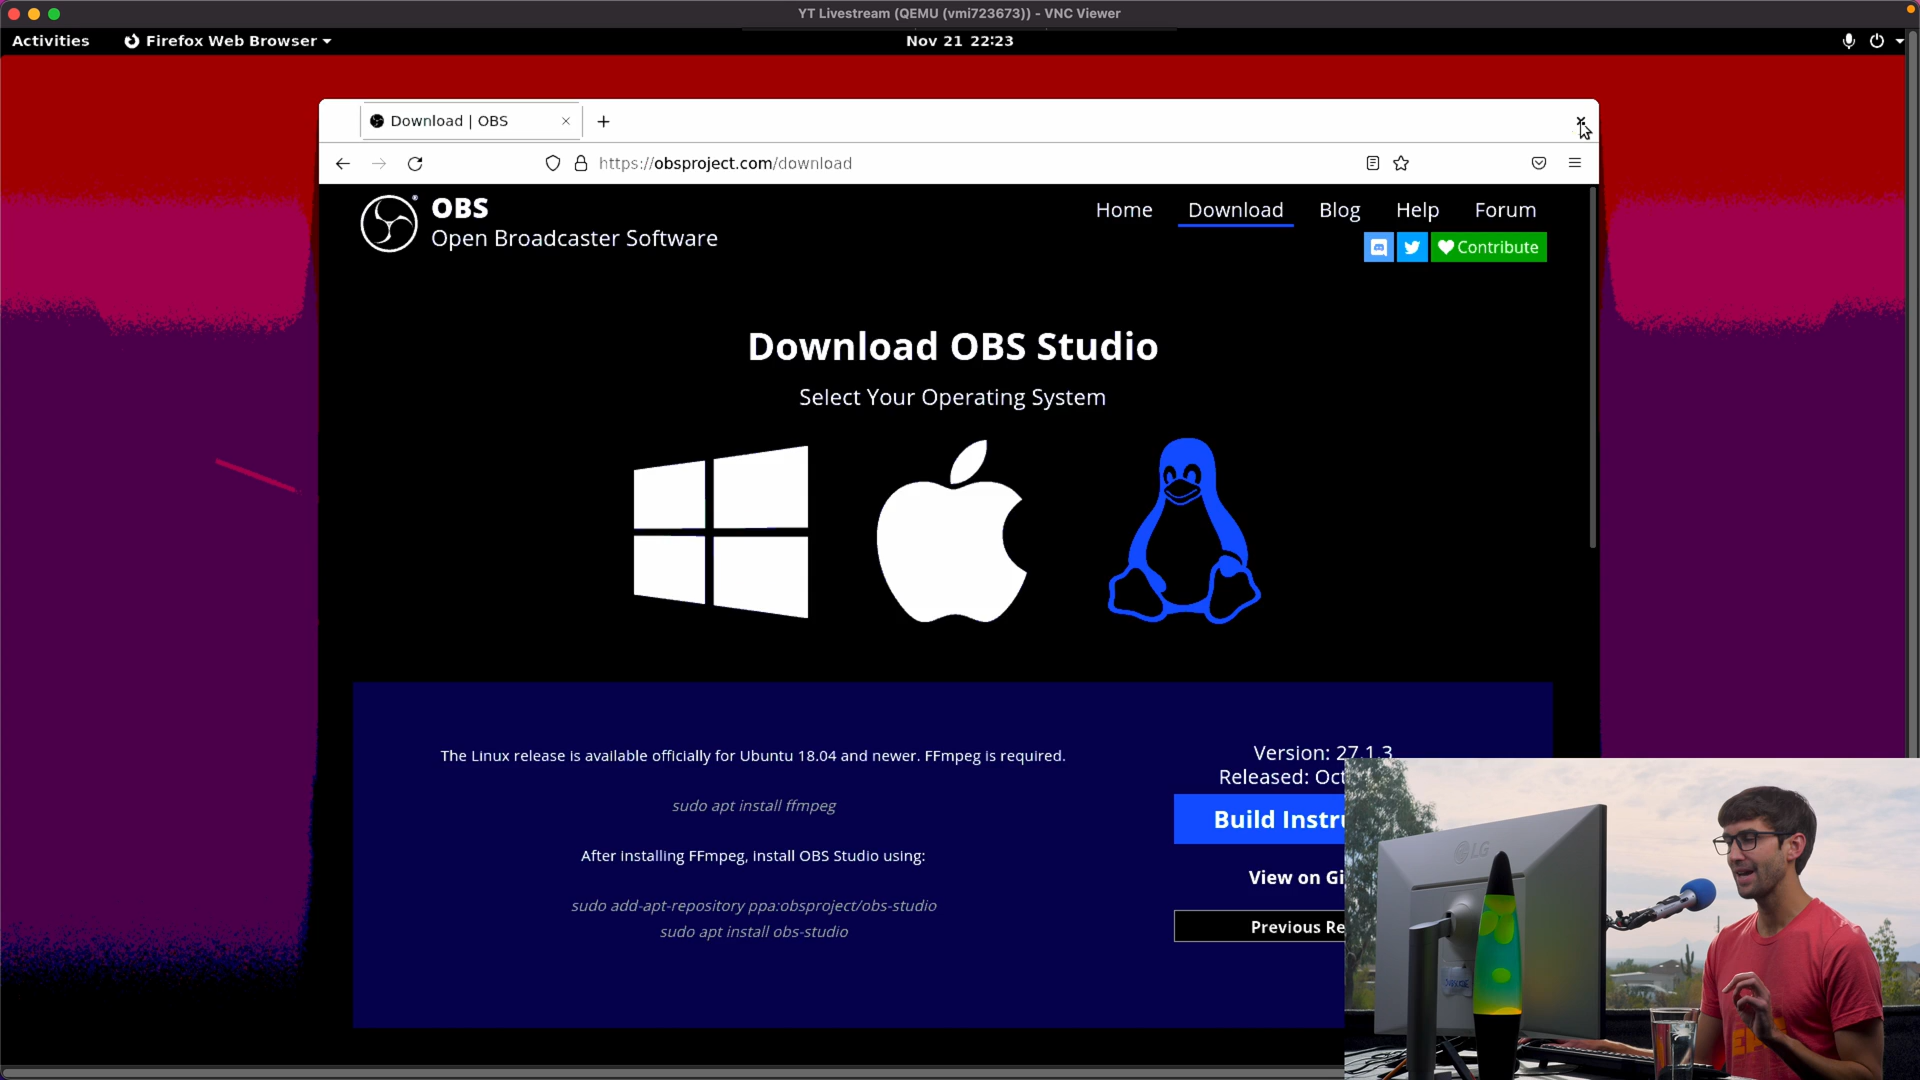 YT Livestream (QEMU (vmi723673)) - VNC Viewer
Activities
Firefox Web Browser
Nov 21 22:23
Download | OBS
https://obsproject.com/download
OBS
Open Broadcaster Software
Home
Download
Blog
Help
Forum
Contribute
Download OBS Studio
Select Your Operating System
The Linux release is available officially for Ubuntu 18.04 and newer. FFmpeg is required.
sudo apt install ffmpeg
After installing FFmpeg, install OBS Studio using:
sudo add-apt-repository ppa:obsproject/obs-studio
sudo apt install obs-studio
Version: 27.1.3
Released: Oct
Build Instru
View on Gi
Previous Re
LG